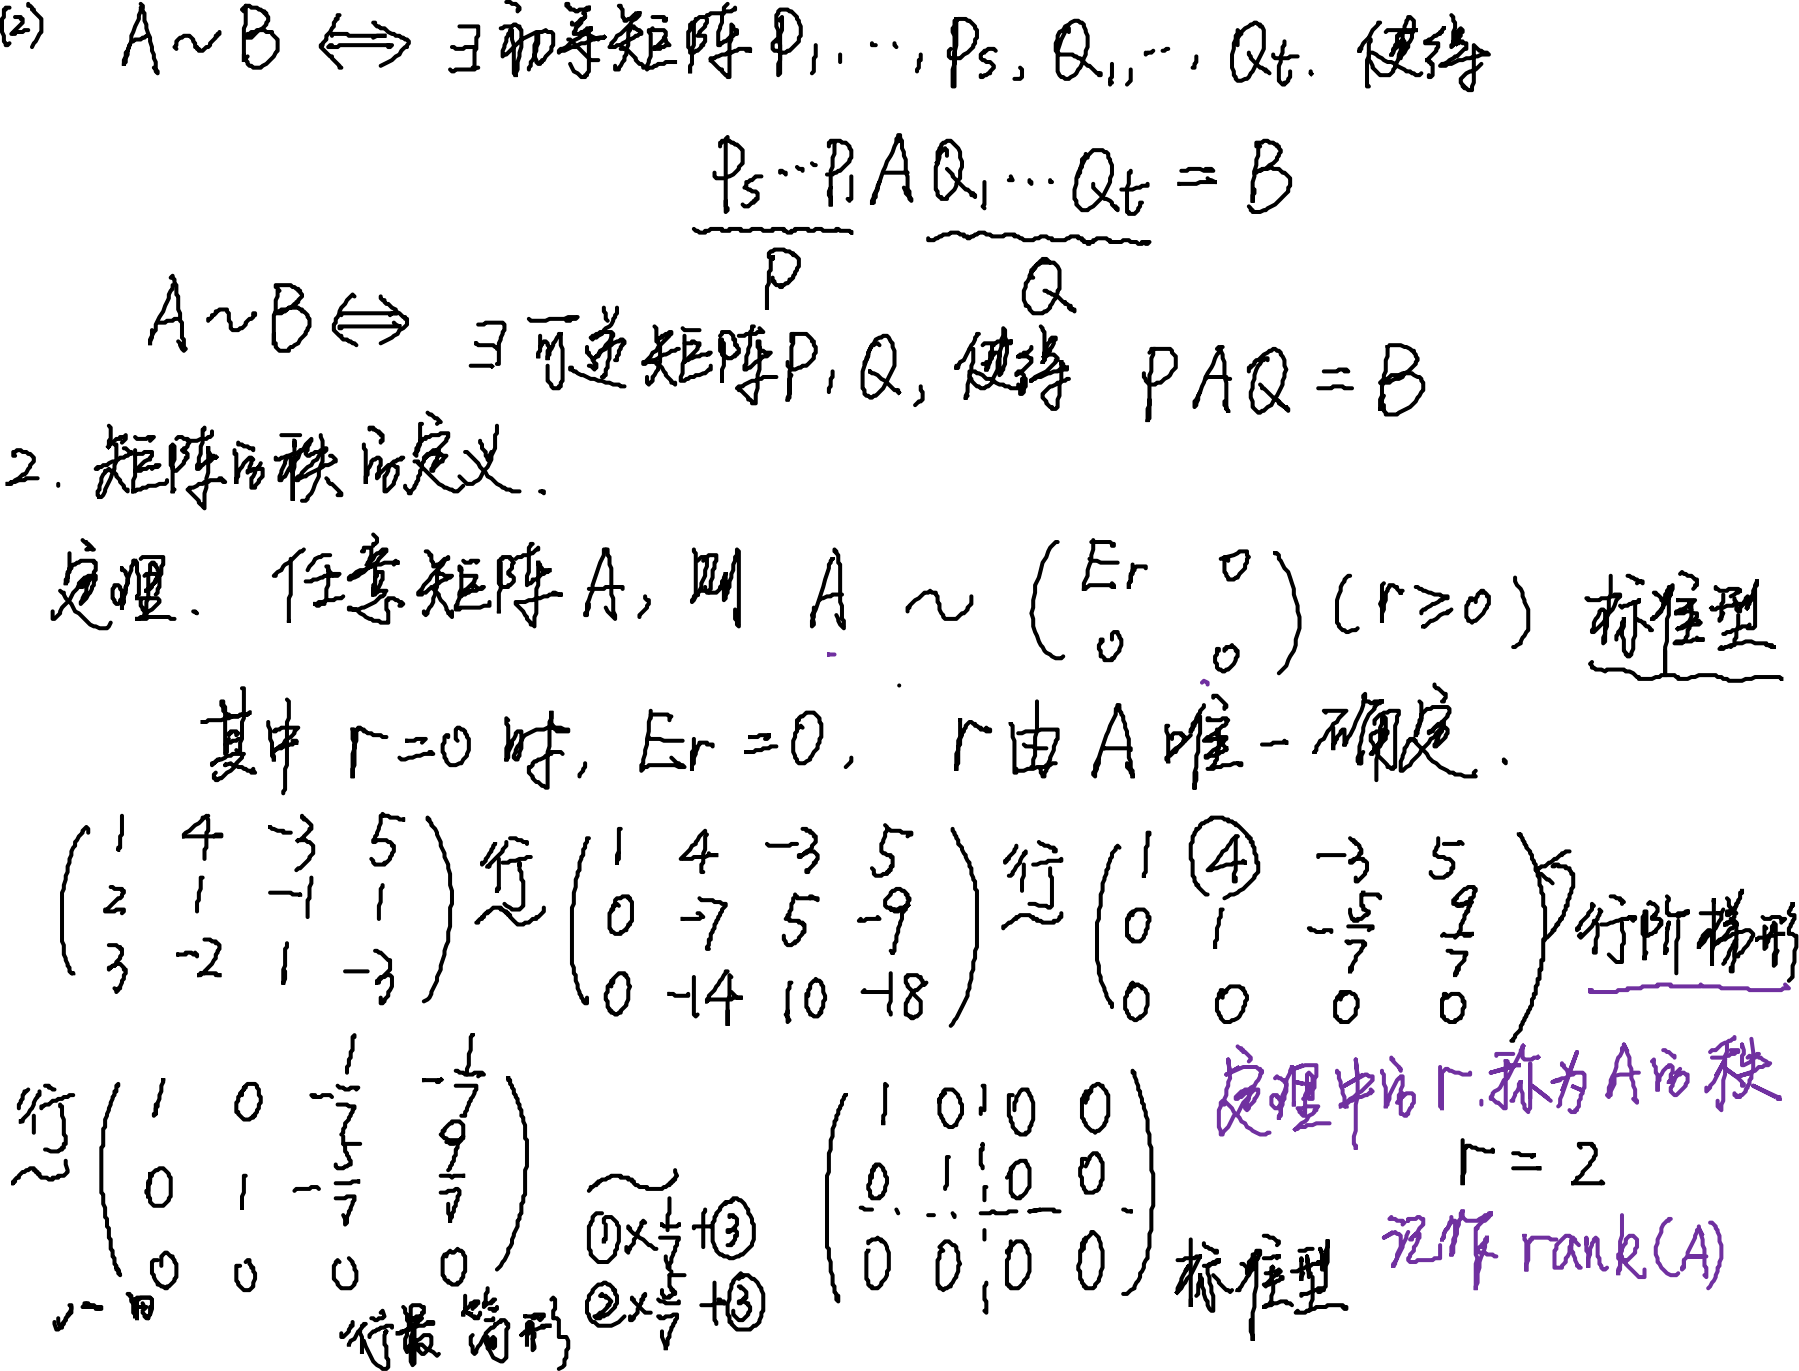 (2) A ~ B ⟺ ∃ 初等矩阵 P₁, ⋯, Pₛ, Q₁, ⋯, Qₜ. 使得
Pₛ⋯P₁ A Q₁⋯Qₜ = B
P Q
A ~ B ⟺ ∃ 可逆矩阵 P, Q, 使得 PAQ = B
2. 矩阵的秩的定义.
定理. 任意矩阵 A, 则 A ~ (Er 0; 0 0) (r ≥ 0) 标准型
其中 r = 0 时, Er = 0, r 由 A 唯一确定.
(1 4 -3 5; 2 1 -1 1; 3 -2 1 -3) 行~ (1 4 -3 5; 0 -7 5 -9; 0 -14 10 -18) 行~ (1 4 -3 5; 0 1 -5/7 9/7; 0 0 0 0) 行阶梯形
行~ (1 0 -1/7 -1/7; 0 1 -5/7 9/7; 0 0 0 0) ~ (1 0 0 0; 0 1 0 0; 0 0 0 0) 标准型
行最简形
①×1/7+③
②×5/7+③
定理中的 r 称为 A 的秩
r = 2
记作 rank(A)